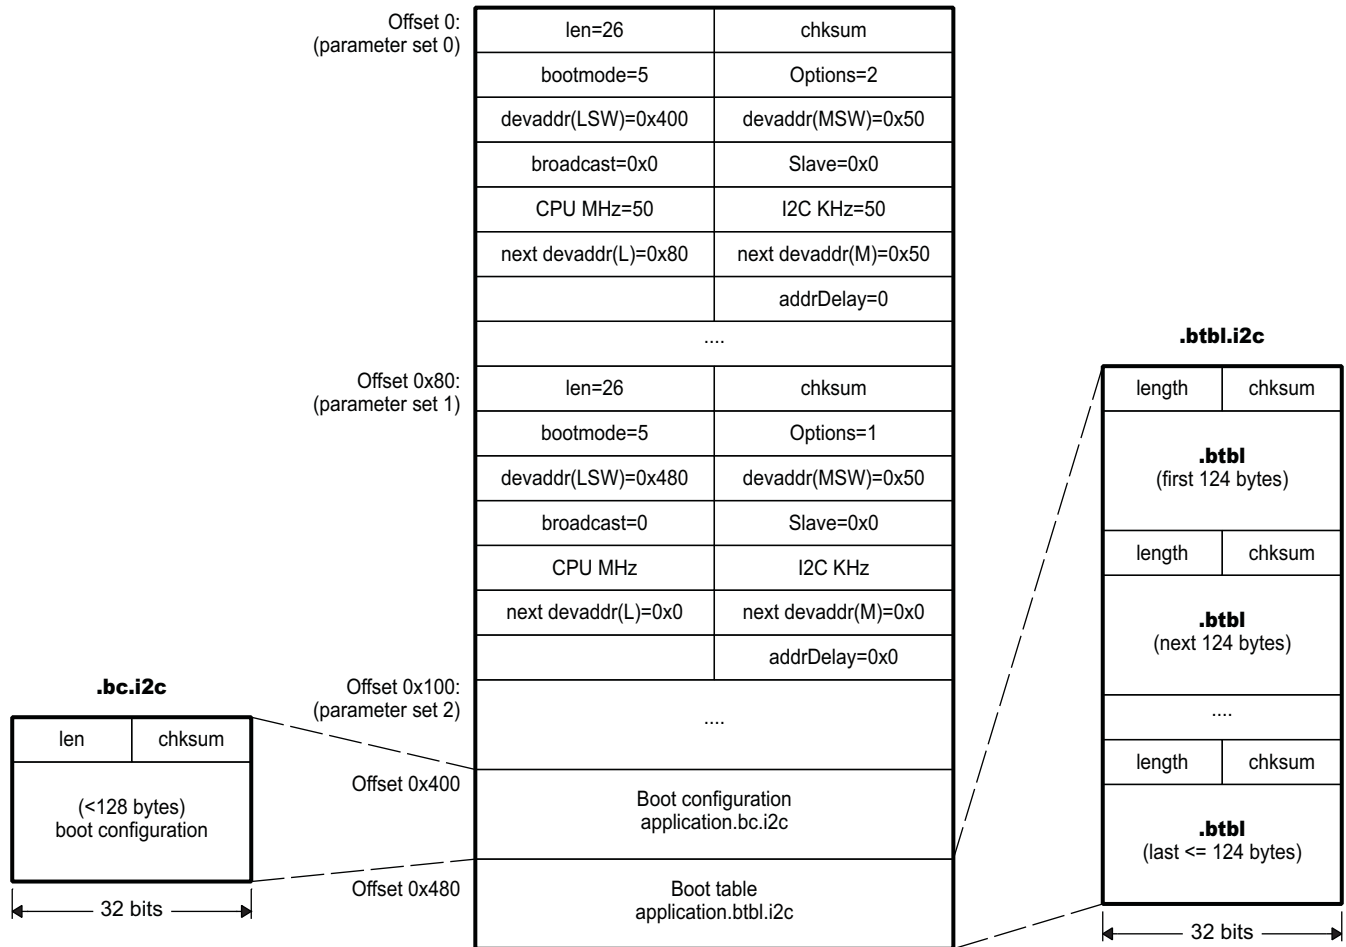 Offset 0:
(parameter set 0)
len=26 chksum
bootmode=5 Options=2
devaddr(LSW)=0x400 devaddr(MSW)=0x50
broadcast=0x0 Slave=0x0
CPU MHz=50 I2C KHz=50
next devaddr(L)=0x80 next devaddr(M)=0x50
addrDelay=0
....
Offset 0x80:
(parameter set 1)
len=26 chksum
bootmode=5 Options=1
devaddr(LSW)=0x480 devaddr(MSW)=0x50
broadcast=0 Slave=0x0
CPU MHz I2C KHz
next devaddr(L)=0x0 next devaddr(M)=0x0
addrDelay=0x0
Offset 0x100:
(parameter set 2)
....
Offset 0x400
Boot configuration
application.bc.i2c
Offset 0x480
Boot table
application.btbl.i2c
.bc.i2c
len chksum
(<128 bytes)
boot configuration
32 bits
.btbl.i2c
length chksum
.btbl
(first 124 bytes)
length chksum
.btbl
(next 124 bytes)
....
length chksum
.btbl
(last <= 124 bytes)
32 bits